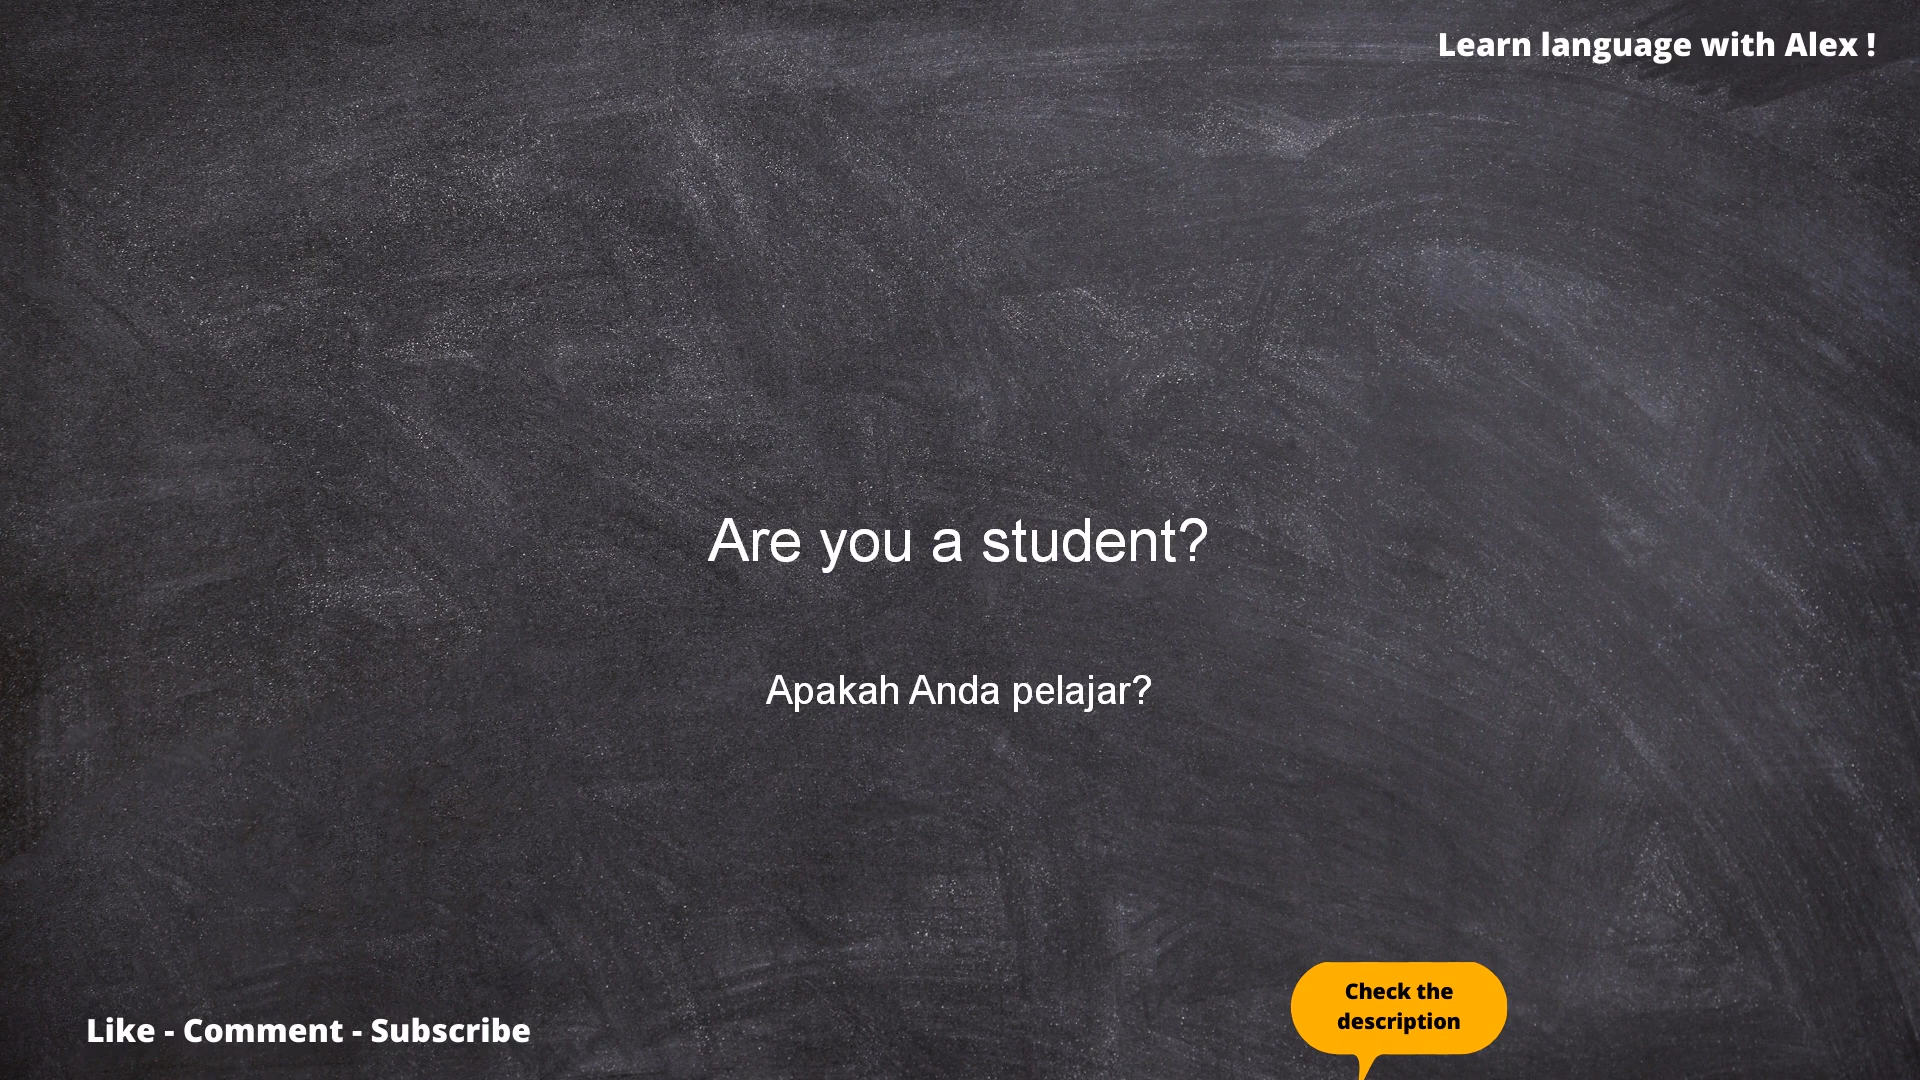 Learn language with Alex !
Are you a student?
Apakah Anda pelajar?
Check the
description
Like - Comment - Subscribe